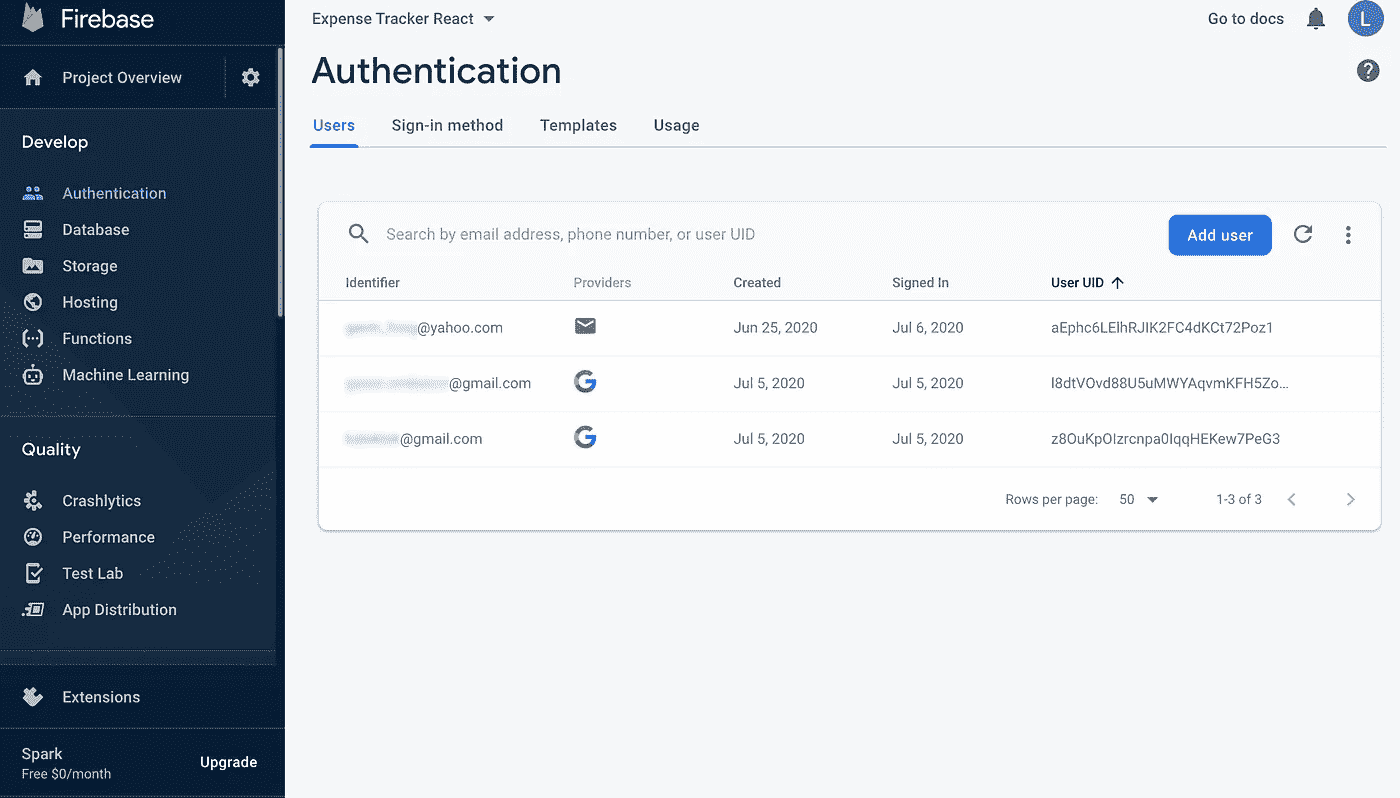 Firebase
Project Overview
Develop
Authentication
Database
Storage
Hosting
Functions
Machine Learning
Quality
Crashlytics
Performance
Test Lab
App Distribution
Extensions
Spark
Free $0/month
Upgrade
Expense Tracker React
Go to docs
L
Authentication
Users Sign-in method Templates Usage
Search by email address, phone number, or user UID
Add user
Identifier Providers Created Signed In User UID
@yahoo.com Jun 25, 2020 Jul 6, 2020 aEphc6LElhRJIK2FC4dKCt72Poz1
@gmail.com Jul 5, 2020 Jul 5, 2020 l8dtVOvd88U5uMWYAqvmKFH5Zo...
@gmail.com Jul 5, 2020 Jul 5, 2020 z8OuKpOIzrcnpa0IqqHEKew7PeG3
Rows per page: 50 1-3 of 3